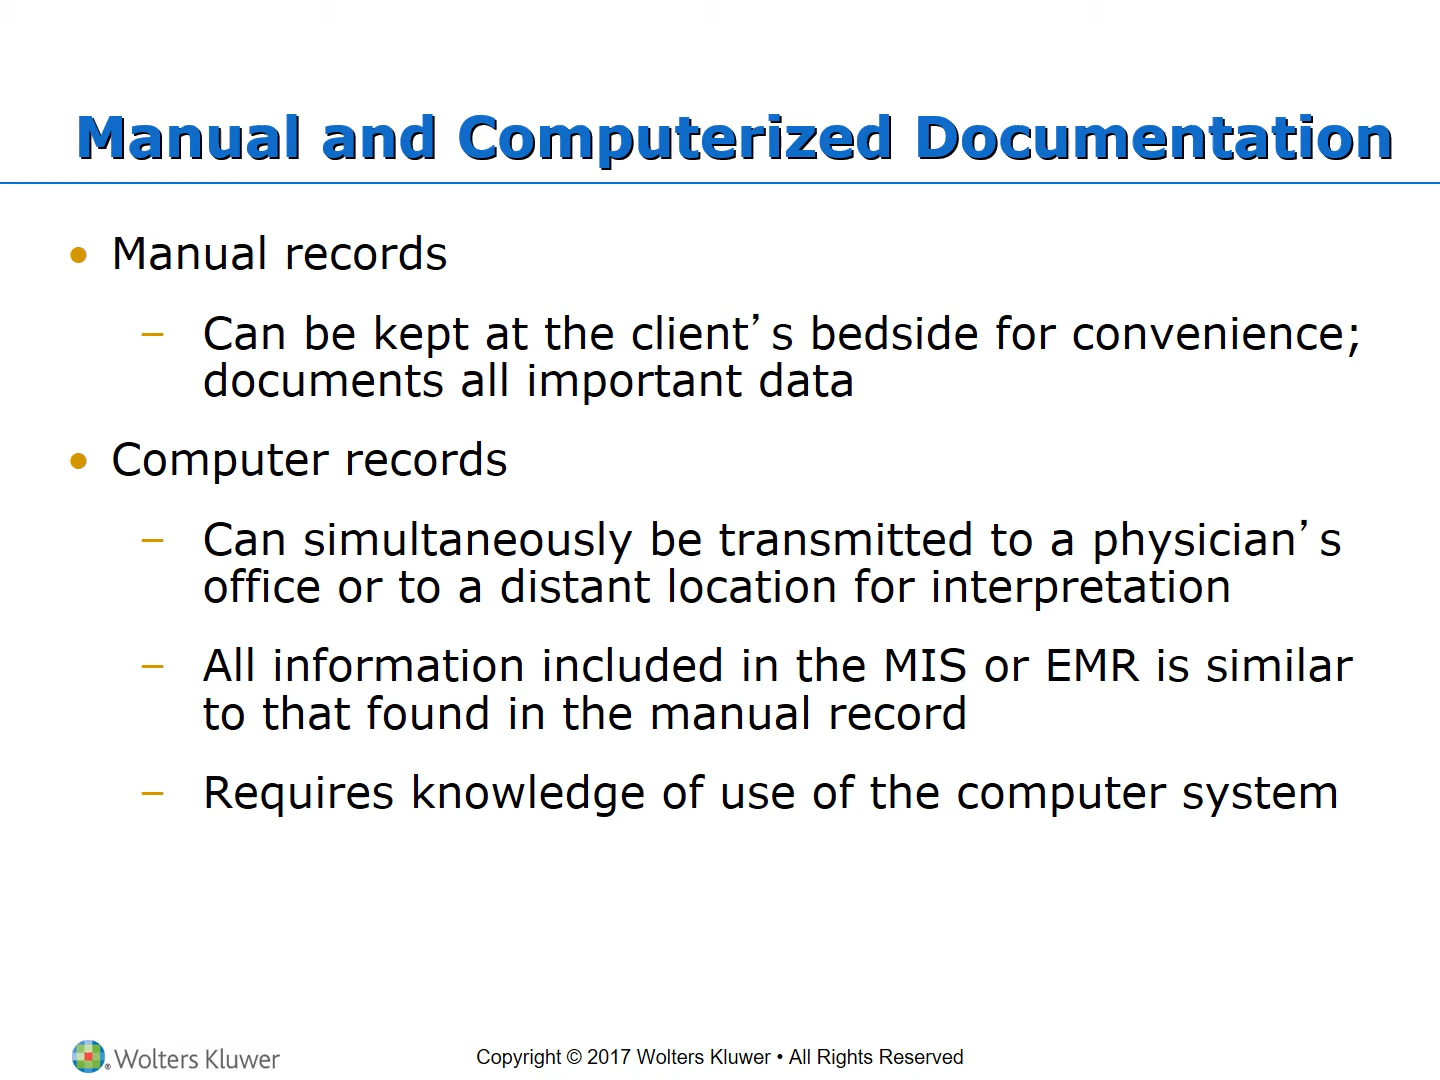 Manual and Computerized Documentation
• Manual records
– Can be kept at the client’s bedside for convenience;
documents all important data
• Computer records
– Can simultaneously be transmitted to a physician’s
office or to a distant location for interpretation
– All information included in the MIS or EMR is similar
to that found in the manual record
– Requires knowledge of use of the computer system
Wolters Kluwer
Copyright © 2017 Wolters Kluwer • All Rights Reserved